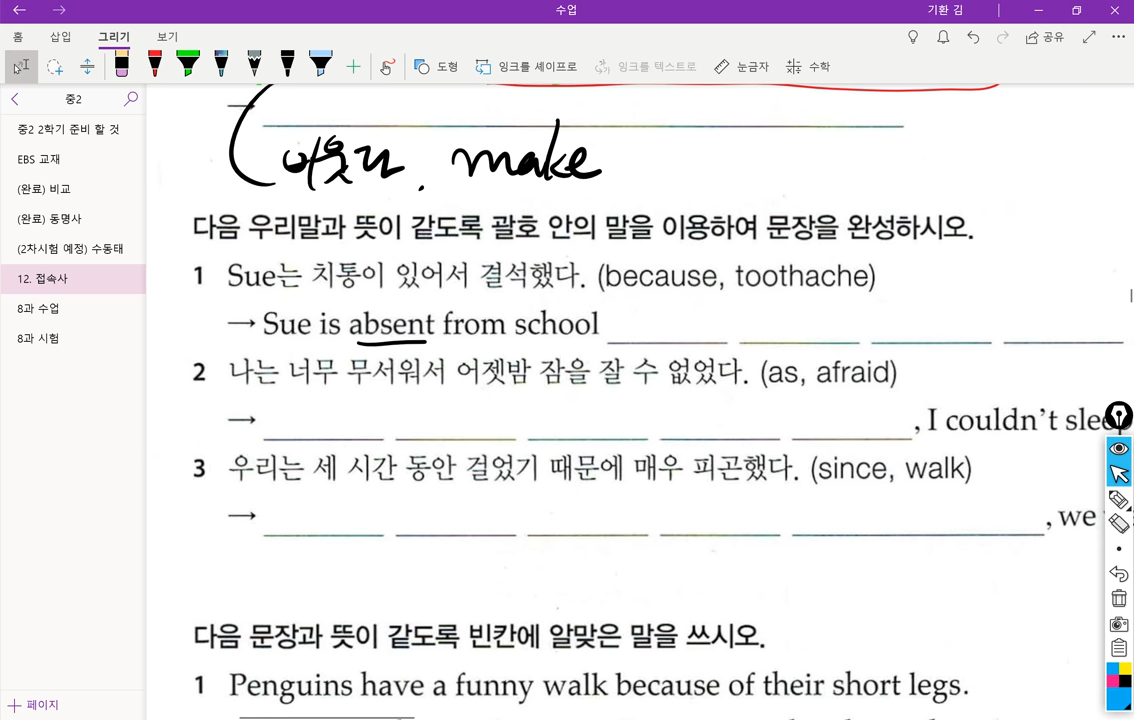 수업
기환 김
홈 삽입 그리기 보기
공유
도형 잉크를 셰이프로 잉크를 텍스트로 눈금자 수학
중2
중2 2학기 준비 할 것
EBS 교재
(완료) 비교
(완료) 동명사
(2차시험 예정) 수동태
12. 접속사
8과 수업
8과 시험
페이지
→
make
다음 우리말과 뜻이 같도록 괄호 안의 말을 이용하여 문장을 완성하시오.
1 Sue는 치통이 있어서 결석했다. (because, toothache)
→ Sue is absent from school
2 나는 너무 무서워서 어젯밤 잠을 잘 수 없었다. (as, afraid)
→ , I couldn't
3 우리는 세 시간 동안 걸었기 때문에 매우 피곤했다. (since, walk)
→ , we
다음 문장과 뜻이 같도록 빈칸에 알맞은 말을 쓰시오.
1 Penguins have a funny walk because of their short legs.